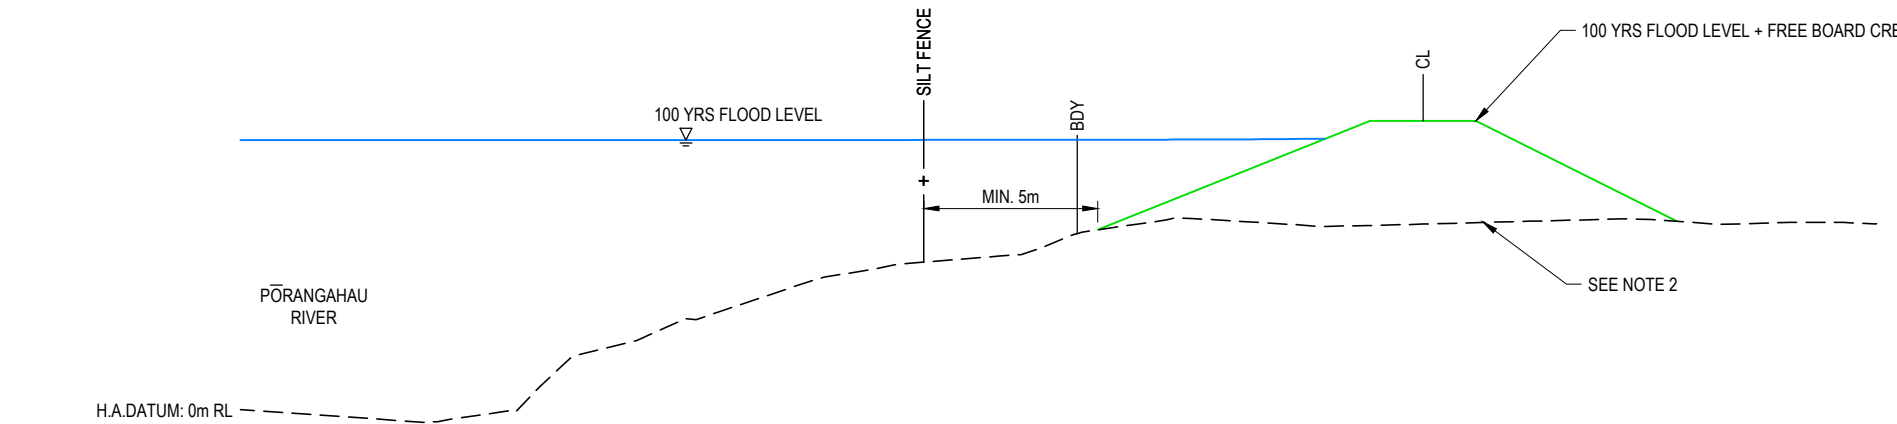 SILT FENCE
100 YRS FLOOD LEVEL + FREE BOARD
CL
100 YRS FLOOD LEVEL
BDY
+
MIN. 5m
SEE NOTE 2
PŌRANGAHAU
RIVER
H.A.DATUM: 0m RL